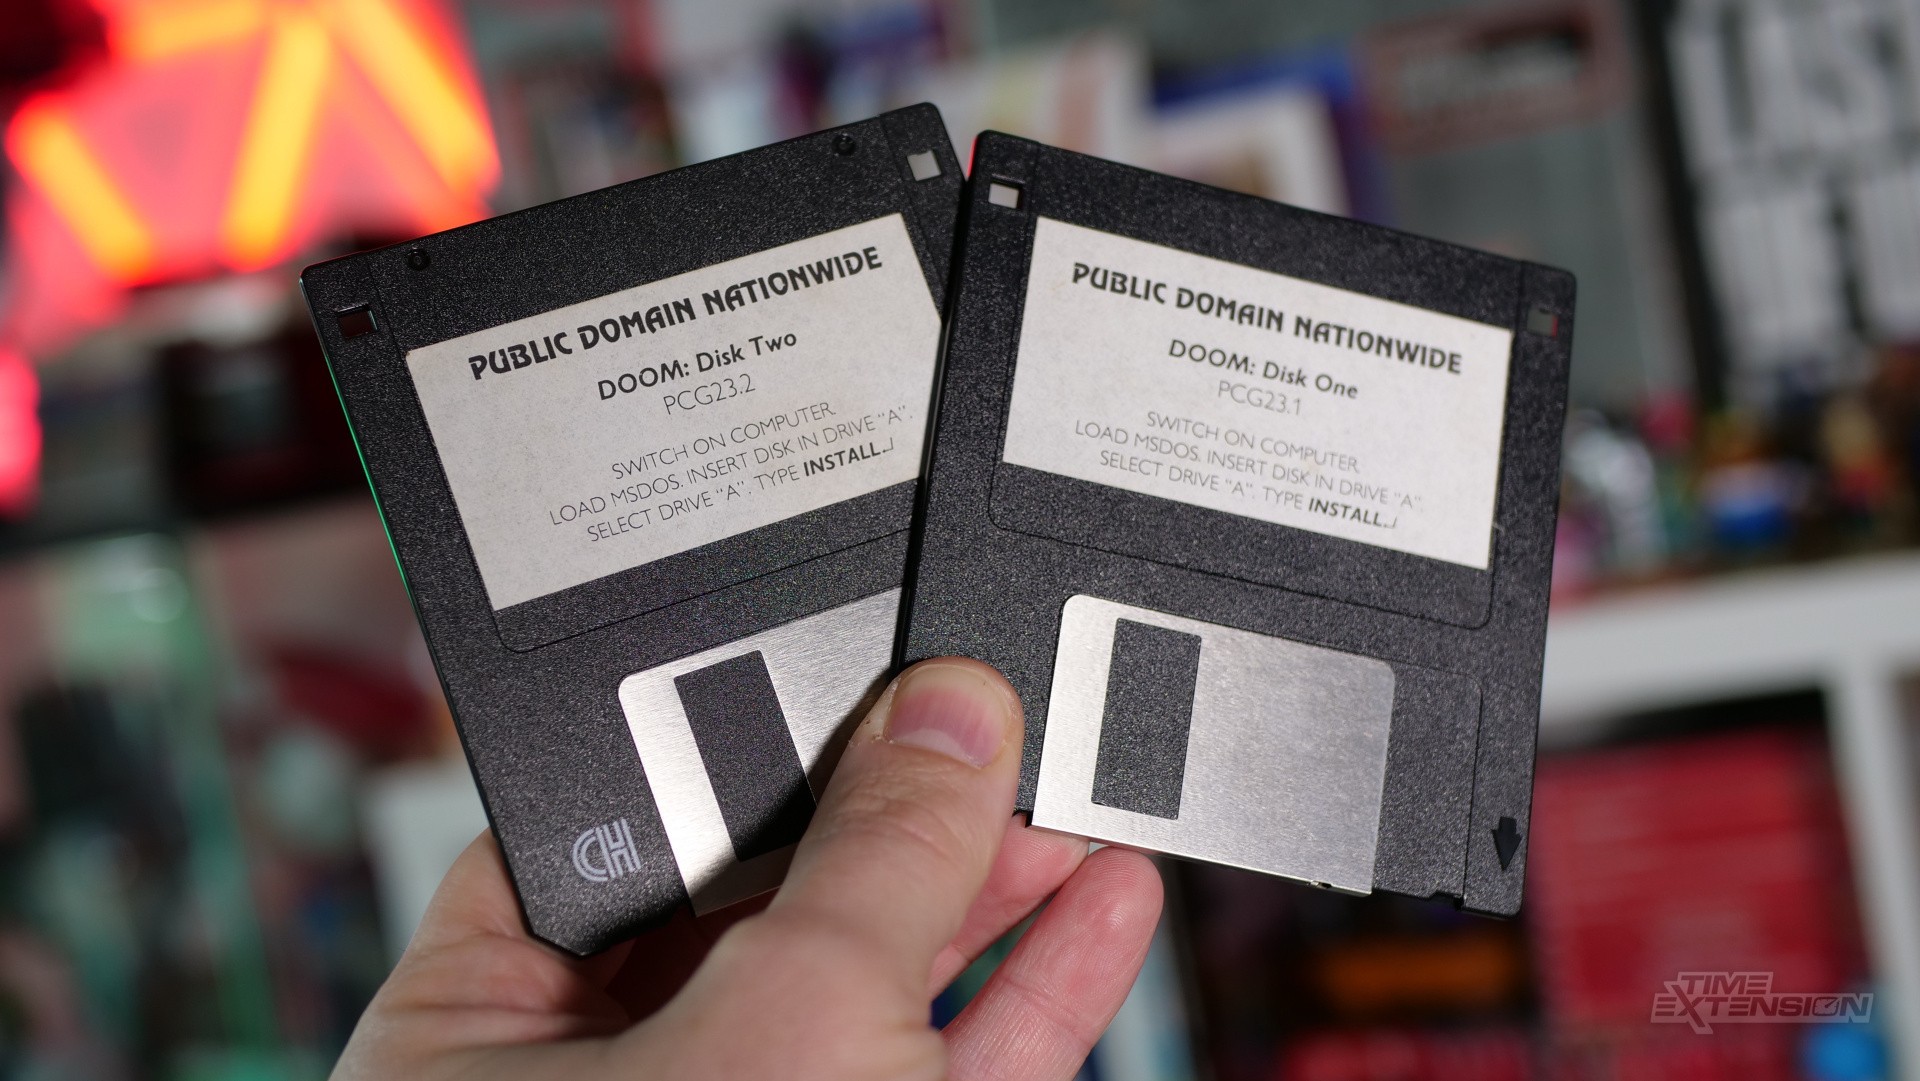 PUBLIC DOMAIN NATIONWIDE
DOOM: Disk Two
PCG23.2
SWITCH ON COMPUTER.
LOAD MSDOS. INSERT DISK IN DRIVE “A”.
SELECT DRIVE “A”. TYPE INSTALL.↵
CH
PUBLIC DOMAIN NATIONWIDE
DOOM: Disk One
PCG23.1
SWITCH ON COMPUTER.
LOAD MSDOS. INSERT DISK IN DRIVE “A”.
SELECT DRIVE “A”. TYPE INSTALL.↵
TIME
EXTENSION